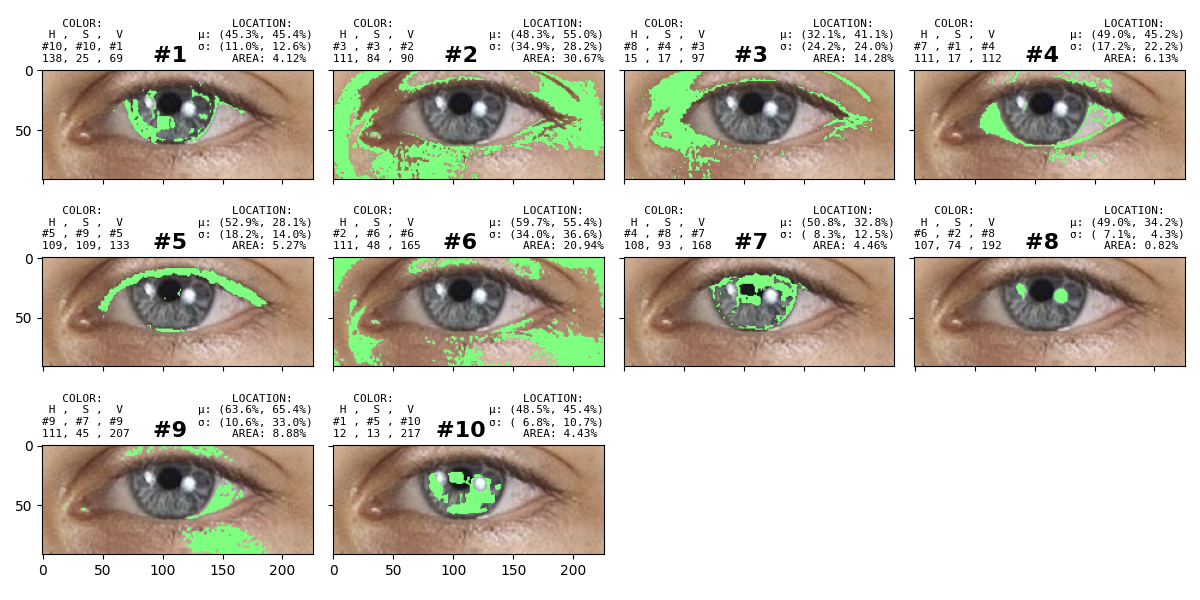 COLOR: LOCATION:
H , S , V μ: (45.3%, 45.4%)
#10, #10, #1 #1 σ: (11.0%, 12.6%)
138, 25 , 69 AREA: 4.12%
COLOR: LOCATION:
H , S , V μ: (48.3%, 55.0%)
#3 , #3 , #2 #2 σ: (34.9%, 28.2%)
111, 84 , 90 AREA: 30.67%
COLOR: LOCATION:
H , S , V μ: (32.1%, 41.1%)
#8 , #4 , #3 #3 σ: (24.2%, 24.0%)
15 , 17 , 97 AREA: 14.28%
COLOR: LOCATION:
H , S , V μ: (49.0%, 45.2%)
#7 , #1 , #4 #4 σ: (17.2%, 22.2%)
111, 17 , 112 AREA: 6.13%
0
50
COLOR: LOCATION:
H , S , V μ: (52.9%, 28.1%)
#5 , #9 , #5 #5 σ: (18.2%, 14.0%)
109, 109, 133 AREA: 5.27%
COLOR: LOCATION:
H , S , V μ: (59.7%, 55.4%)
#2 , #6 , #6 #6 σ: (34.0%, 36.6%)
111, 48 , 165 AREA: 20.94%
COLOR: LOCATION:
H , S , V μ: (50.8%, 32.8%)
#4 , #8 , #7 #7 σ: ( 8.3%, 12.5%)
108, 93 , 168 AREA: 4.46%
COLOR: LOCATION:
H , S , V μ: (49.0%, 34.2%)
#6 , #2 , #8 #8 σ: ( 7.1%, 4.3%)
107, 74 , 192 AREA: 0.82%
0
50
COLOR: LOCATION:
H , S , V μ: (63.6%, 65.4%)
#9 , #7 , #9 #9 σ: (10.6%, 33.0%)
111, 45 , 207 AREA: 8.88%
COLOR: LOCATION:
H , S , V μ: (48.5%, 45.4%)
#1 , #5 , #10 #10 σ: ( 6.8%, 10.7%)
12 , 13 , 217 AREA: 4.43%
0
50
0 50 100 150 200
0 50 100 150 200